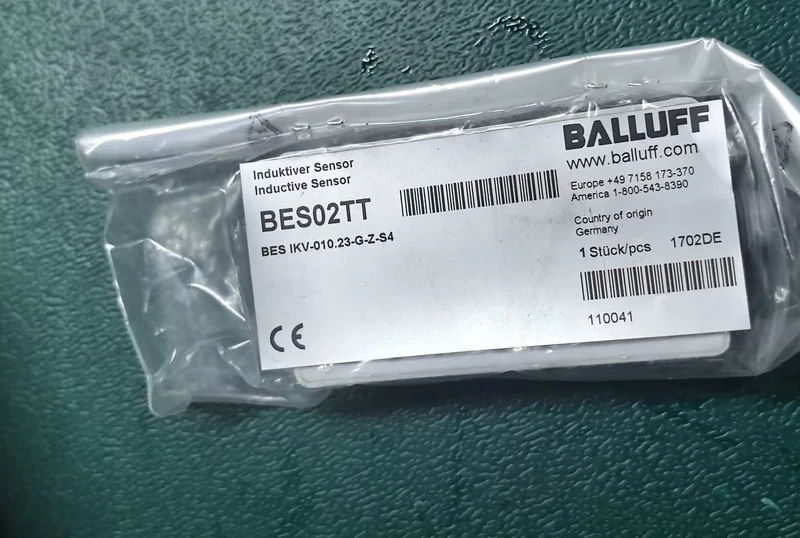 BALLUFF
www.balluff.com
Induktiver Sensor
Inductive Sensor
Europe +49 7158 173-370
America 1-800-543-8390
BES02TT
BES IKV-010.23-G-Z-S4
Country of origin
Germany
1 Stück/pcs 1702DE
110041
CE